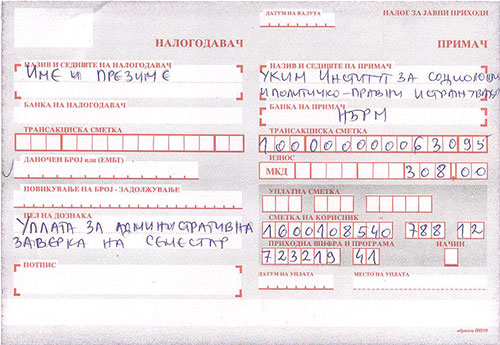 ДАТУМ НА ВАЛУТА
НАЛОГ ЗА ЈАВНИ ПРИХОДИ
НАЛОГОДАВАЧ
ПРИМАЧ
НАЗИВ И СЕДИШТЕ НА НАЛОГОДАВАЧ
ИМЕ И ПРЕЗИМЕ
НАЗИВ И СЕДИШТЕ НА ПРИМАЧ
УКИМ ИНСТИТУТ ЗА СОЦИОЛОШКИ
И ПОЛИТИЧКО-ПРАВНИ ИСТРАЖУВАЊА
БАНКА НА НАЛОГОДАВАЧ
БАНКА НА ПРИМАЧ
НБРМ
ТРАНСАКЦИСКА СМЕТКА
ТРАНСАКЦИСКА СМЕТКА
100000000063095
ДАНОЧЕН БРОЈ или (ЕМБГ)
ИЗНОС
МКД 308,00
ПОВИКУВАЊЕ НА БРОЈ - ЗАДОЛЖУВАЊЕ
УПЛАТНА СМЕТКА
ЦЕЛ НА ДОЗНАКА
УПЛАТА ЗА АДМИНИСТРАТИВНА
ЗАВЕРКА НА СЕМЕСТАР
СМЕТКА НА КОРИСНИК
1600108540 788 12
ПРИХОДНА ШИФРА И ПРОГРАМА
НАЧИН
723219 41
ПОТПИС
ДАТУМ НА УПЛАТА
МЕСТО НА УПЛАТА
образец ПП50